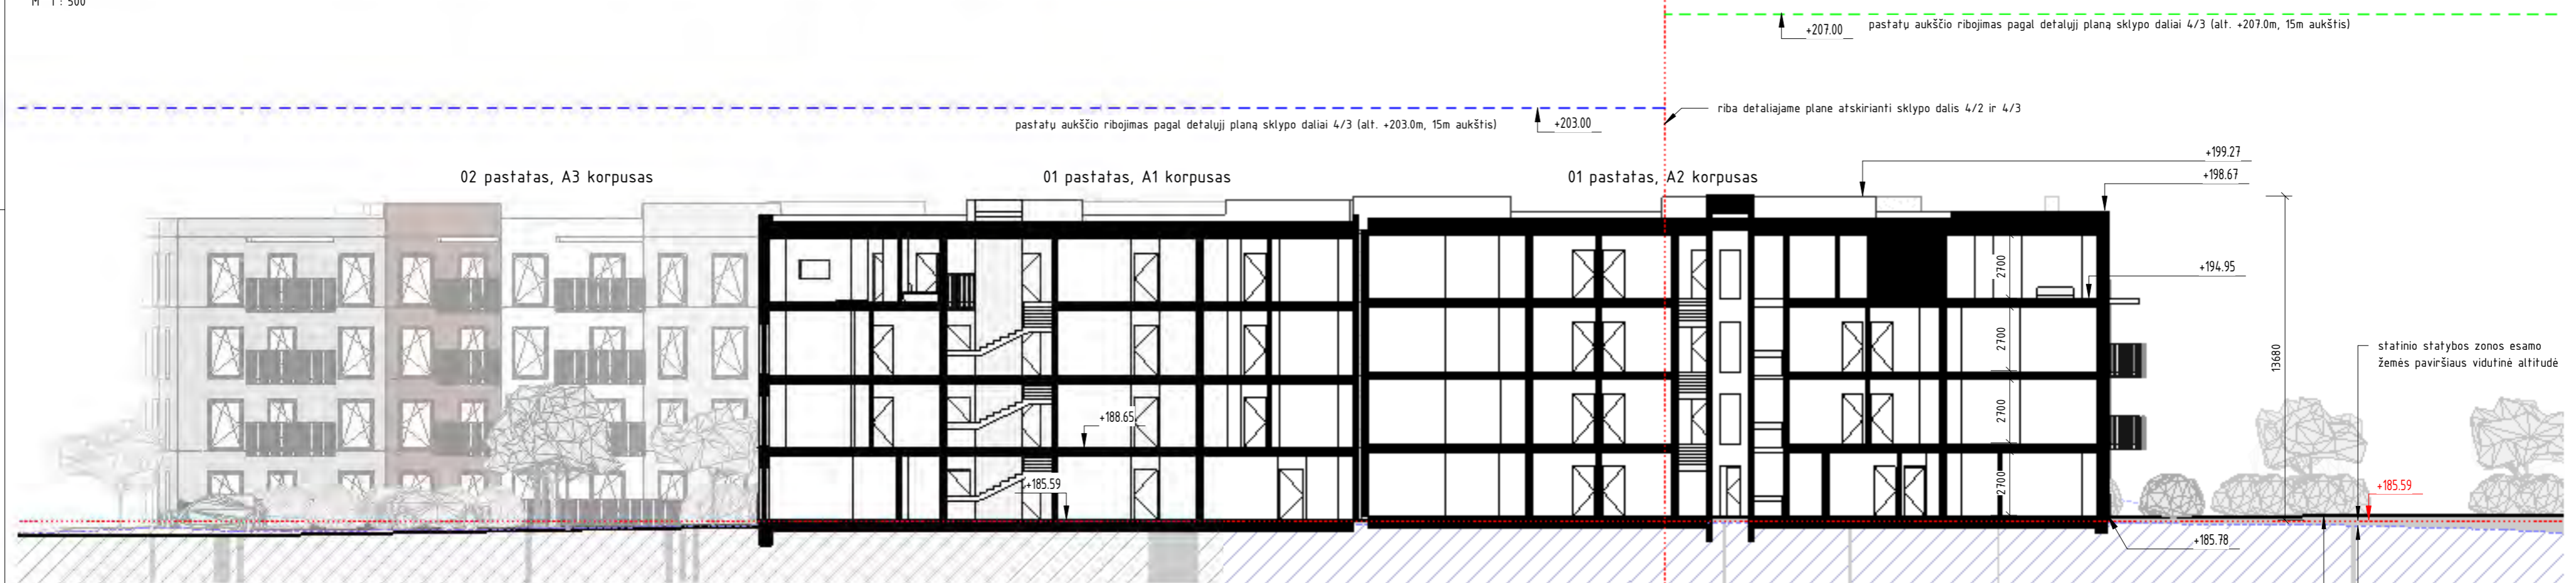 M 1 : 500
+207.00
pastatų aukščio ribojimas pagal detalųjį planą sklypo daliai 4/3 (alt. +207.0m, 15m aukštis)
riba detaliajame plane atskirianti sklypo dalis 4/2 ir 4/3
pastatų aukščio ribojimas pagal detalųjį planą sklypo daliai 4/3 (alt. +203.0m, 15m aukštis)
+203.00
02 pastatas, A3 korpusas
01 pastatas, A1 korpusas
01 pastatas, A2 korpusas
+199.27
+198.67
+194.95
2700
2700
2700
2700
13680
statinio statybos zonos esamo
žemės paviršiaus vidutinė altitudė
+188.65
+185.59
+185.59
+185.78